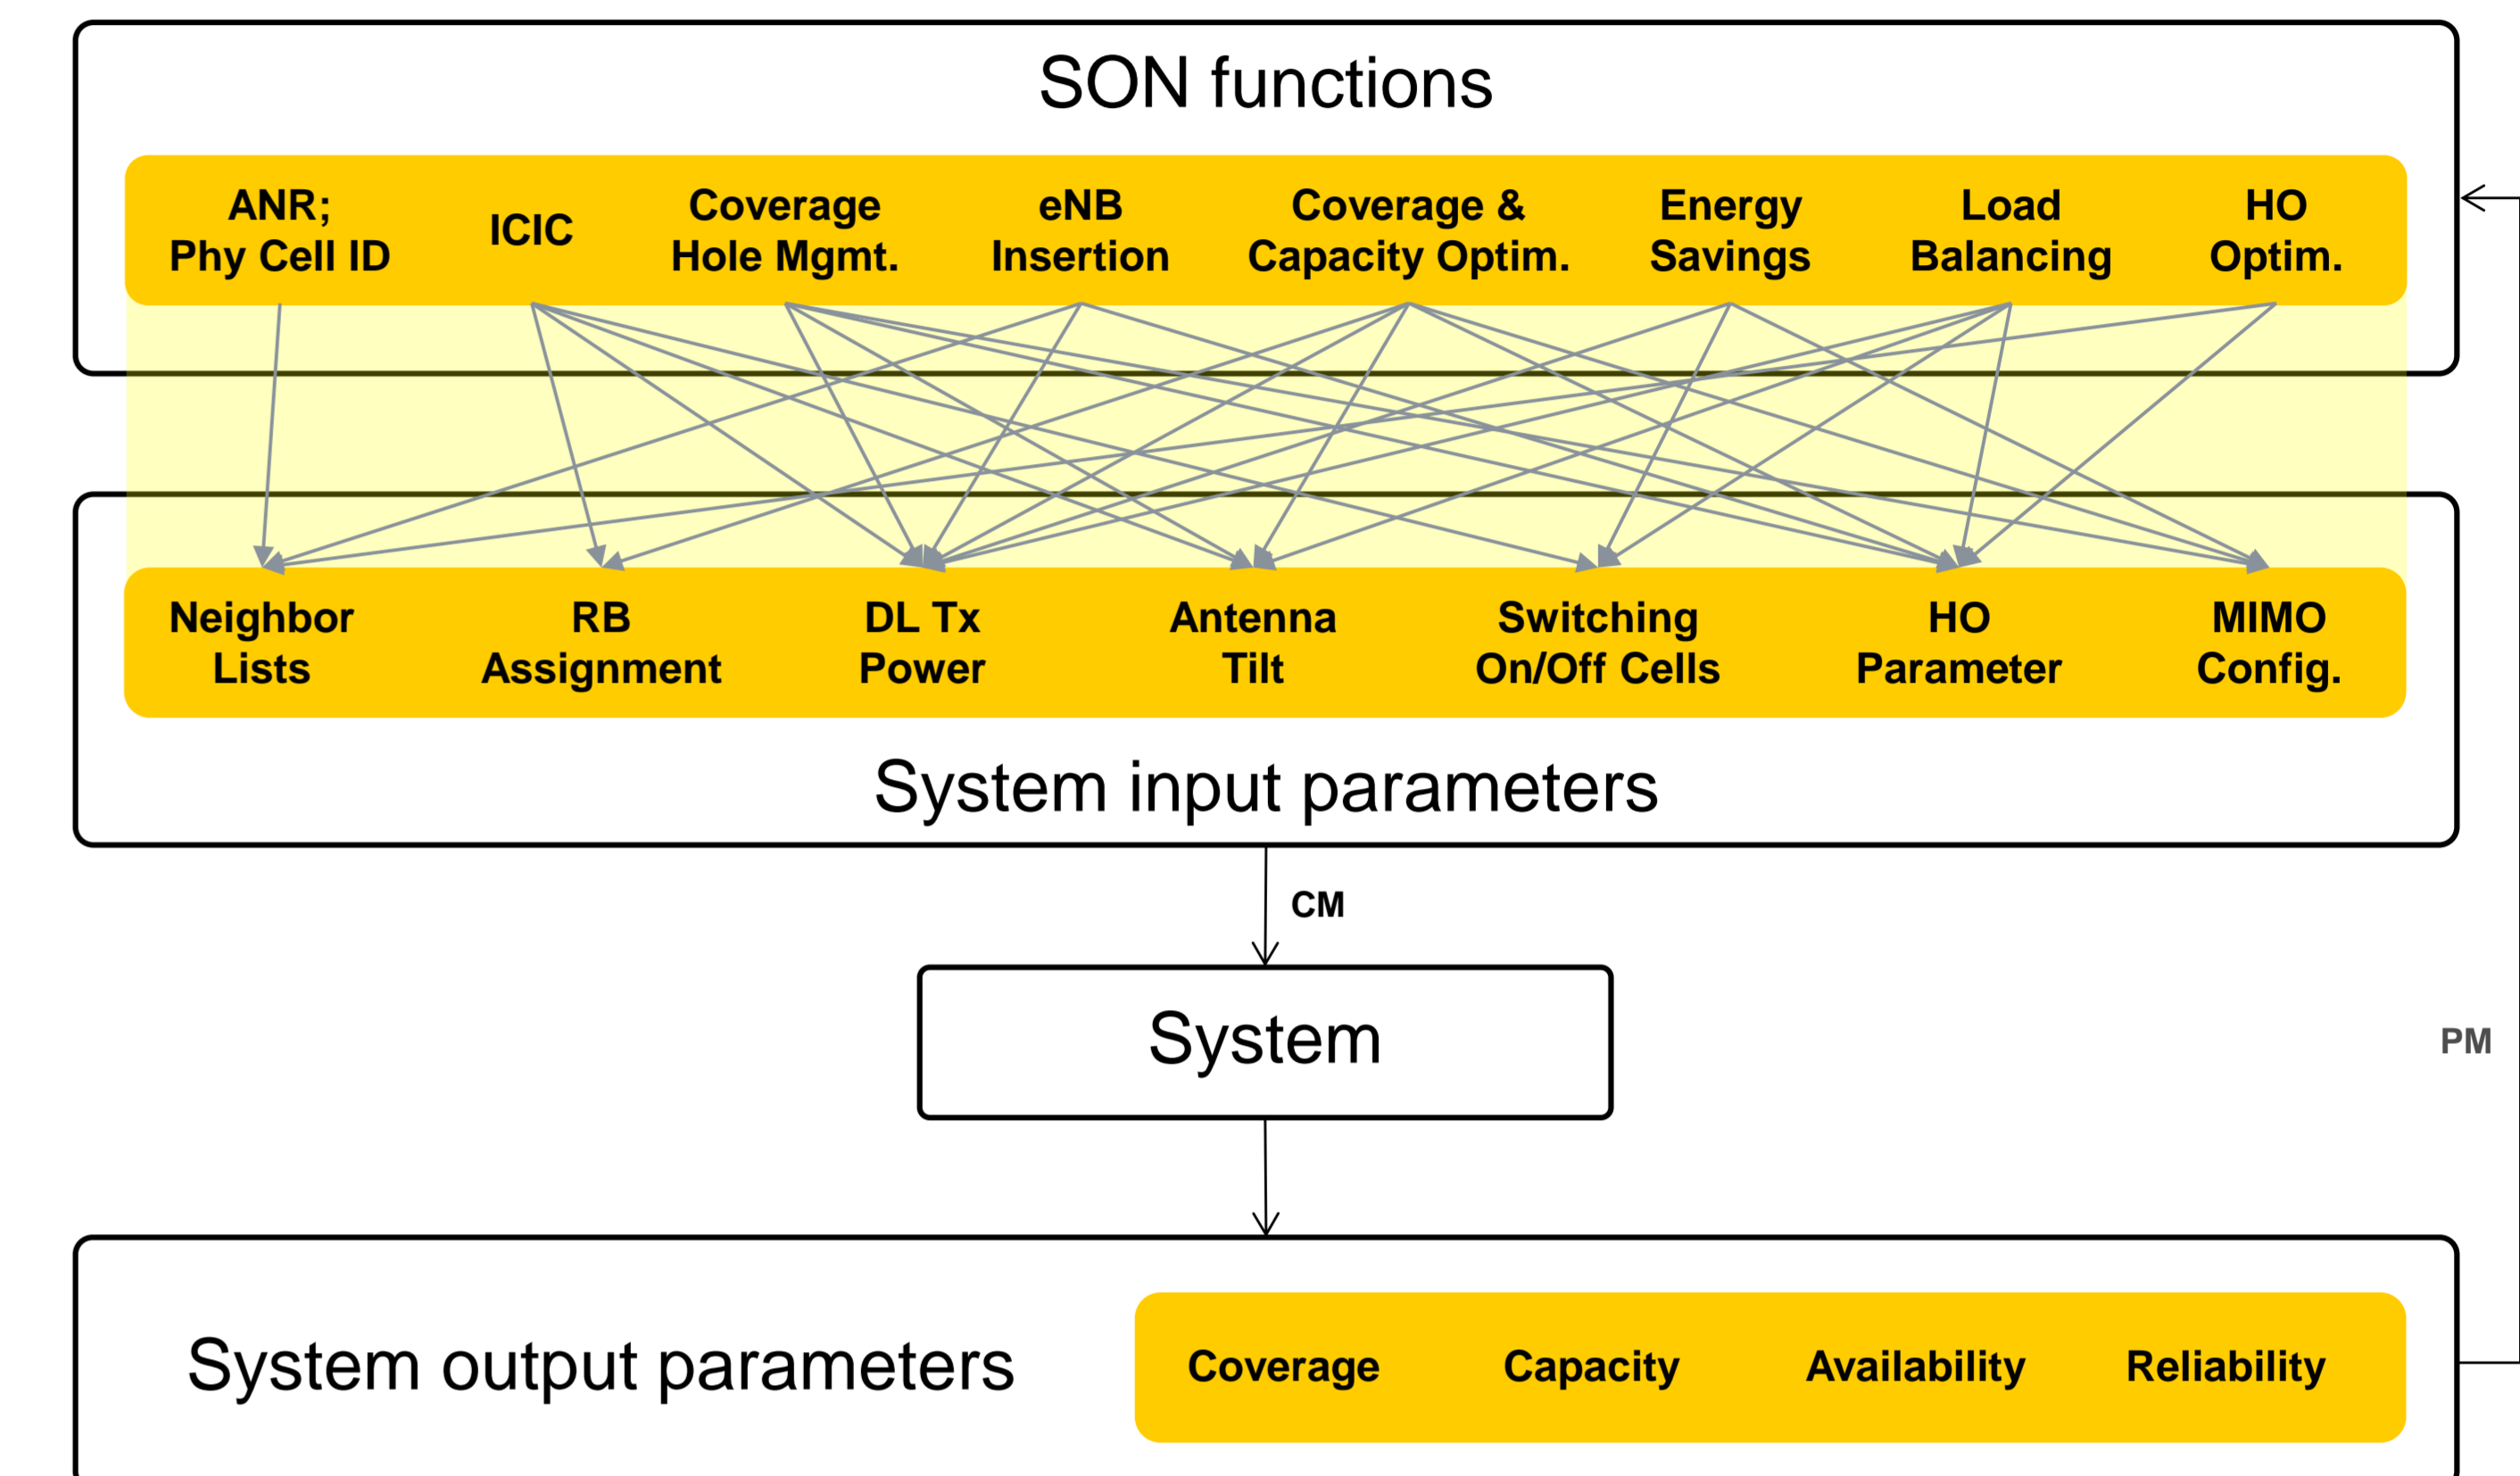 SON functions
ANR;
Phy Cell ID
ICIC
Coverage
Hole Mgmt.
eNB
Insertion
Coverage &
Capacity Optim.
Energy
Savings
Load
Balancing
HO
Optim.
Neighbor
Lists
RB
Assignment
DL Tx
Power
Antenna
Tilt
Switching
On/Off Cells
HO
Parameter
MIMO
Config.
System input parameters
CM
System
PM
System output parameters
Coverage
Capacity
Availability
Reliability